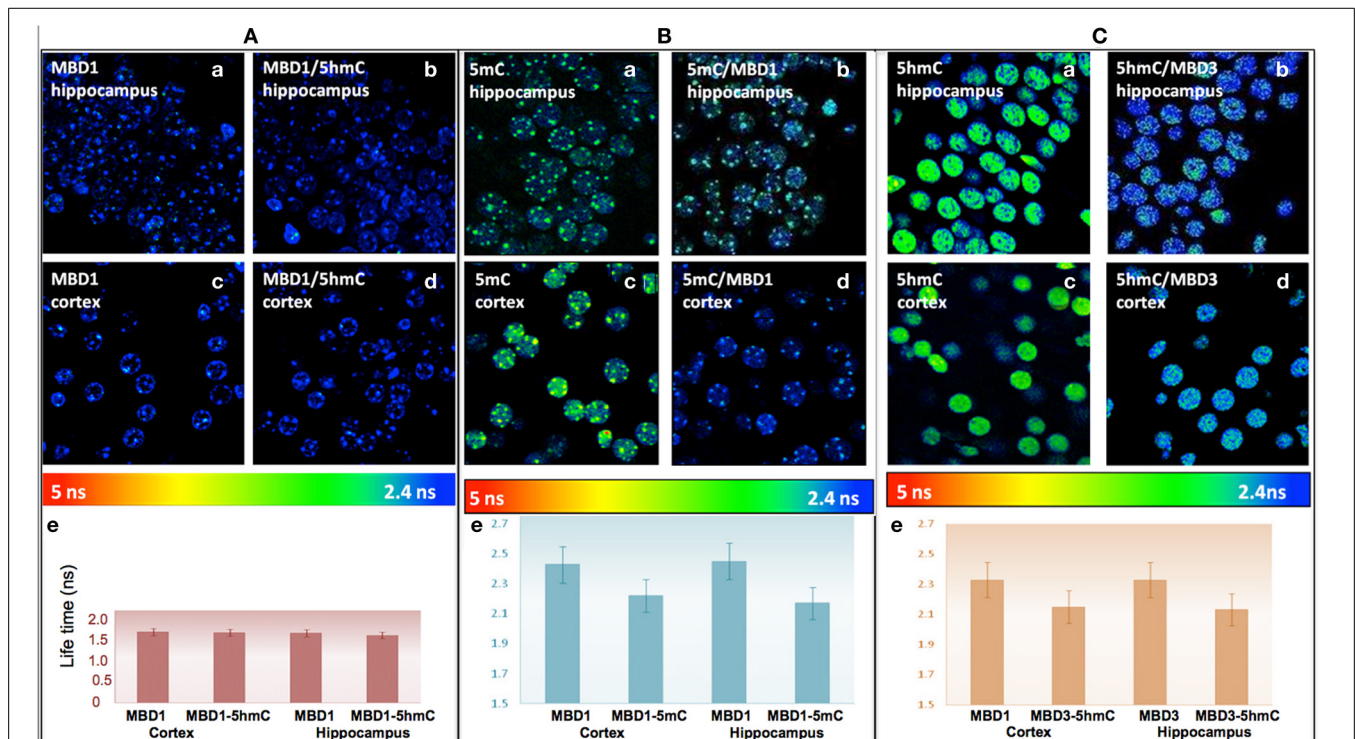 A
B
C
MBD1 hippocampus a
MBD1/5hmC hippocampus b
5mC hippocampus a
5mC/MBD1 hippocampus b
5hmC hippocampus a
5hmC/MBD3 hippocampus b
MBD1 cortex c
MBD1/5hmC cortex d
5mC cortex c
5mC/MBD1 cortex d
5hmC cortex c
5hmC/MBD3 cortex d
5 ns 2.4 ns
5 ns 2.4 ns
5 ns 2.4ns
e
Life time (ns)
2.0
1.5
1.0
0.5
0
MBD1 MBD1-5hmC MBD1 MBD1-5hmC
Cortex Hippocampus
e
2.7
2.5
2.3
2.1
1.9
1.7
1.5
MBD1 MBD1-5mC MBD1 MBD1-5mC
Cortex Hippocampus
e
2.7
2.5
2.3
2.1
1.9
1.7
1.5
MBD1 MBD3-5hmC MBD3 MBD3-5hmC
Cortex Hippocampus